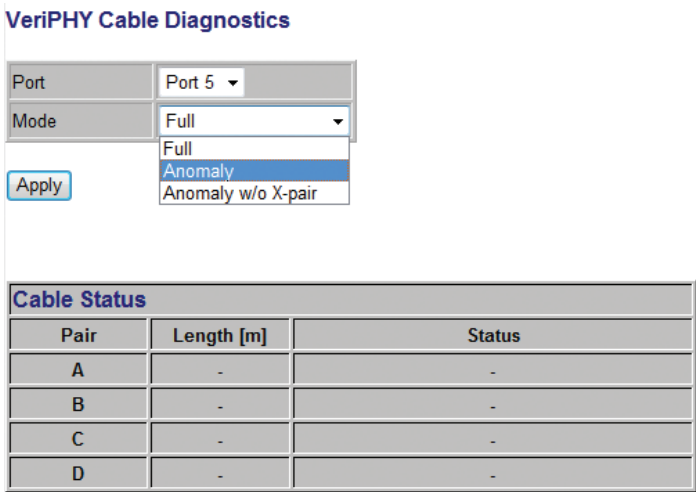 VeriPHY Cable Diagnostics
Port Port 5
Mode Full
Full
Anomaly
Anomaly w/o X-pair
Apply
Cable Status
Pair Length [m] Status
A - -
B - -
C - -
D - -